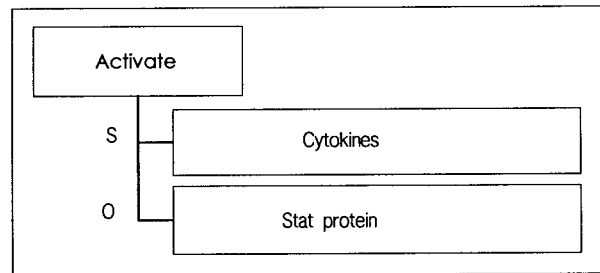 Activate
S
Cytokines
O
Stat protein